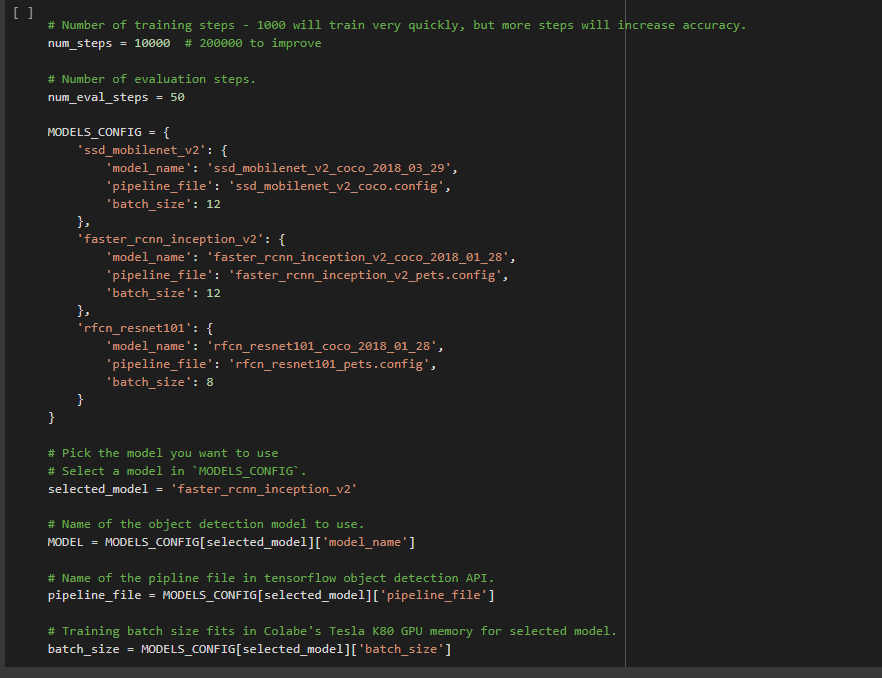 [ ]
# Number of training steps - 1000 will train very quickly, but more steps will increase accuracy.
num_steps = 10000  # 200000 to improve

# Number of evaluation steps.
num_eval_steps = 50

MODELS_CONFIG = {
    'ssd_mobilenet_v2': {
        'model_name': 'ssd_mobilenet_v2_coco_2018_03_29',
        'pipeline_file': 'ssd_mobilenet_v2_coco.config',
        'batch_size': 12
    },
    'faster_rcnn_inception_v2': {
        'model_name': 'faster_rcnn_inception_v2_coco_2018_01_28',
        'pipeline_file': 'faster_rcnn_inception_v2_pets.config',
        'batch_size': 12
    },
    'rfcn_resnet101': {
        'model_name': 'rfcn_resnet101_coco_2018_01_28',
        'pipeline_file': 'rfcn_resnet101_pets.config',
        'batch_size': 8
    }
}

# Pick the model you want to use
# Select a model in `MODELS_CONFIG`.
selected_model = 'faster_rcnn_inception_v2'

# Name of the object detection model to use.
MODEL = MODELS_CONFIG[selected_model]['model_name']

# Name of the pipline file in tensorflow object detection API.
pipeline_file = MODELS_CONFIG[selected_model]['pipeline_file']

# Training batch size fits in Colabe's Tesla K80 GPU memory for selected model.
batch_size = MODELS_CONFIG[selected_model]['batch_size']